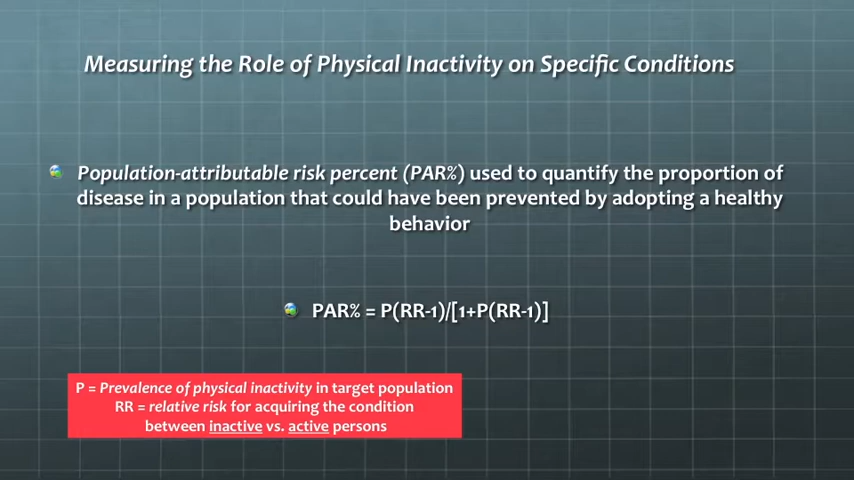 Measuring the Role of Physical Inactivity on Specific Conditions
Population-attributable risk percent (PAR%) used to quantify the proportion of
disease in a population that could have been prevented by adopting a healthy
behavior
PAR% = P(RR-1)/[1+P(RR-1)]
P = Prevalence of physical inactivity in target population
RR = relative risk for acquiring the condition
between inactive vs. active persons